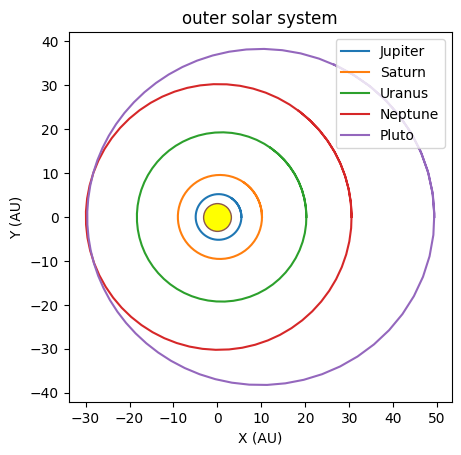 outer solar system
Jupiter
Saturn
Uranus
Neptune
Pluto
40
30
20
10
0
−10
−20
−30
−40
Y (AU)
−30 −20 −10 0 10 20 30 40 50
X (AU)